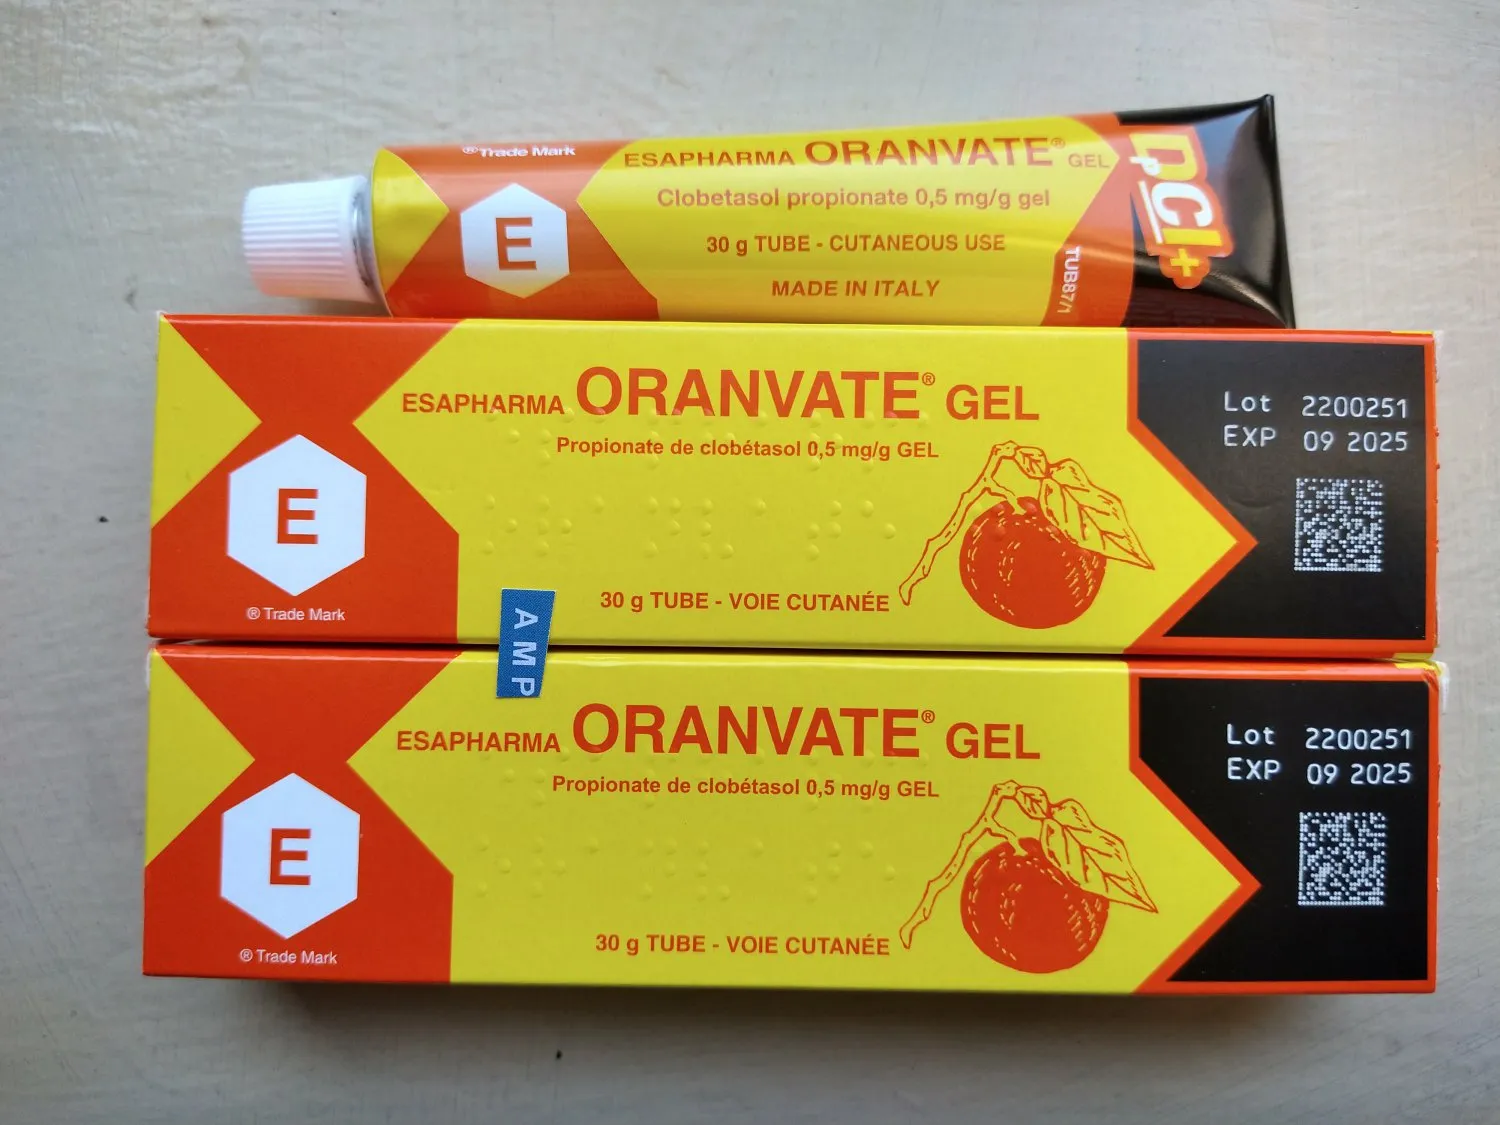 ® Trade Mark
E
ESAPHARMA ORANVATE® GEL
Clobetasol propionate 0,5 mg/g gel
30 g TUBE - CUTANEOUS USE
MADE IN ITALY
TUB87/1
DpCl+
ESAPHARMA ORANVATE® GEL
Propionate de clobétasol 0,5 mg/g GEL
E
® Trade Mark
30 g TUBE - VOIE CUTANÉE
Lot 2200251
EXP 09 2025
AMP
ESAPHARMA ORANVATE® GEL
Propionate de clobétasol 0,5 mg/g GEL
E
® Trade Mark
30 g TUBE - VOIE CUTANÉE
Lot 2200251
EXP 09 2025